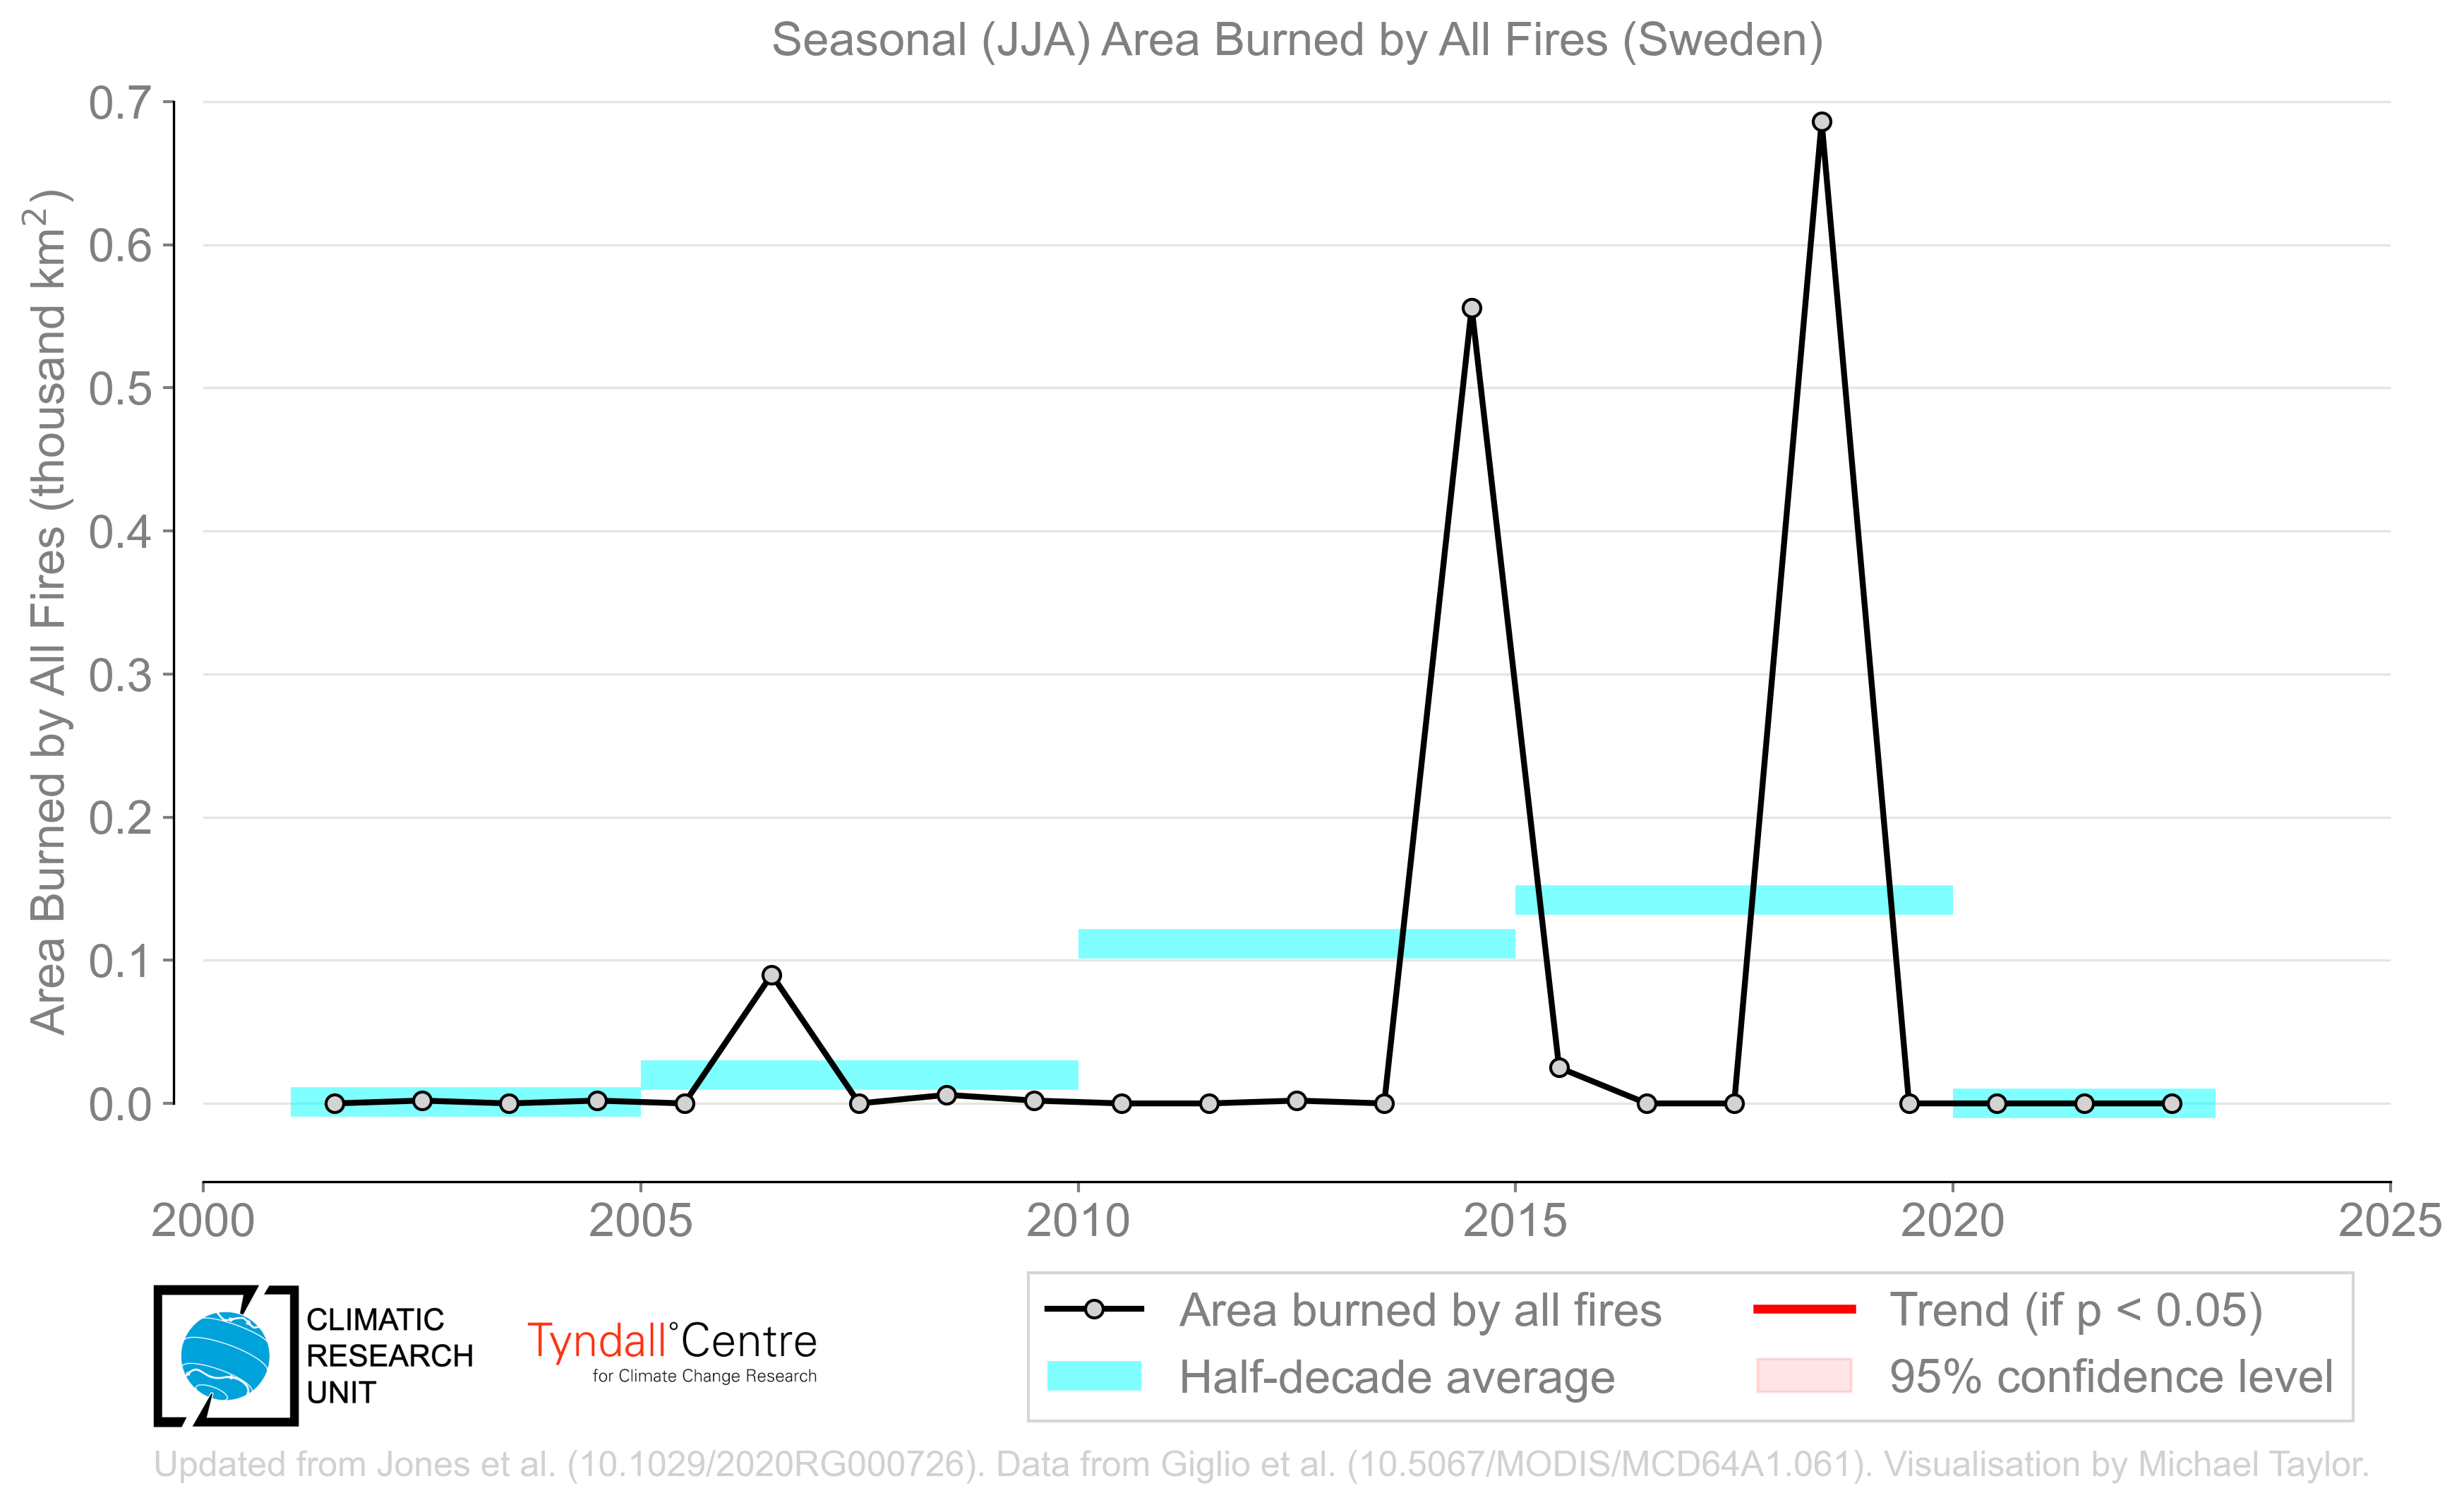 Seasonal (JJA) Area Burned by All Fires (Sweden)
Area Burned by All Fires (thousand km²)
0.7
0.6
0.5
0.4
0.3
0.2
0.1
0.0
2000 2005 2010 2015 2020 2025
CLIMATIC
RESEARCH
UNIT
Tyndall°Centre
for Climate Change Research
Area burned by all fires
Half-decade average
Trend (if p < 0.05)
95% confidence level
Updated from Jones et al. (10.1029/2020RG000726). Data from Giglio et al. (10.5067/MODIS/MCD64A1.061). Visualisation by Michael Taylor.